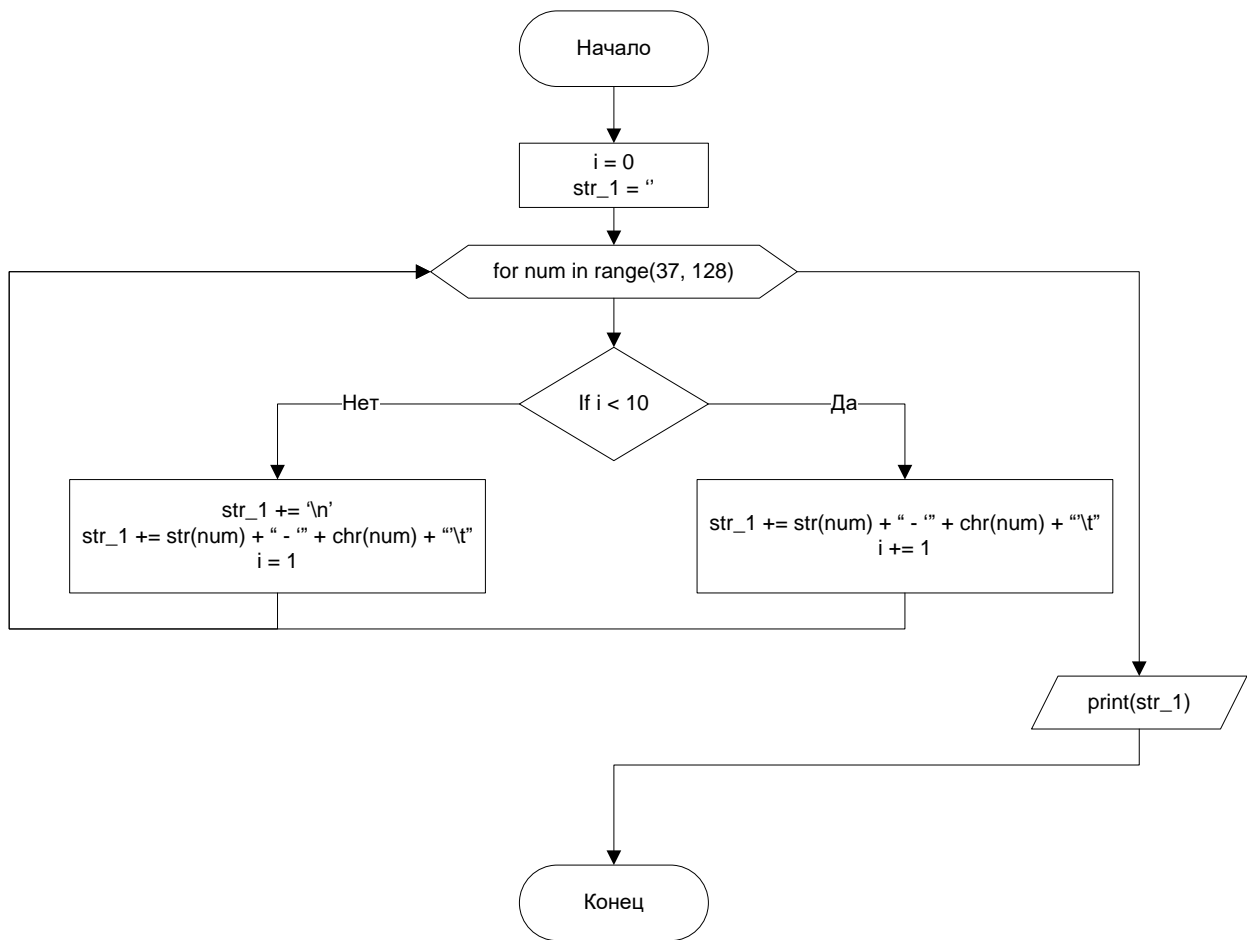 Начало
i = 0
str_1 = ‘’
for num in range(37, 128)
If i < 10
Нет
Да
str_1 += ‘\n’
str_1 += str(num) + “ - ‘” + chr(num) + “‘\t”
i = 1
str_1 += str(num) + “ - ‘” + chr(num) + “‘\t”
i += 1
print(str_1)
Конец